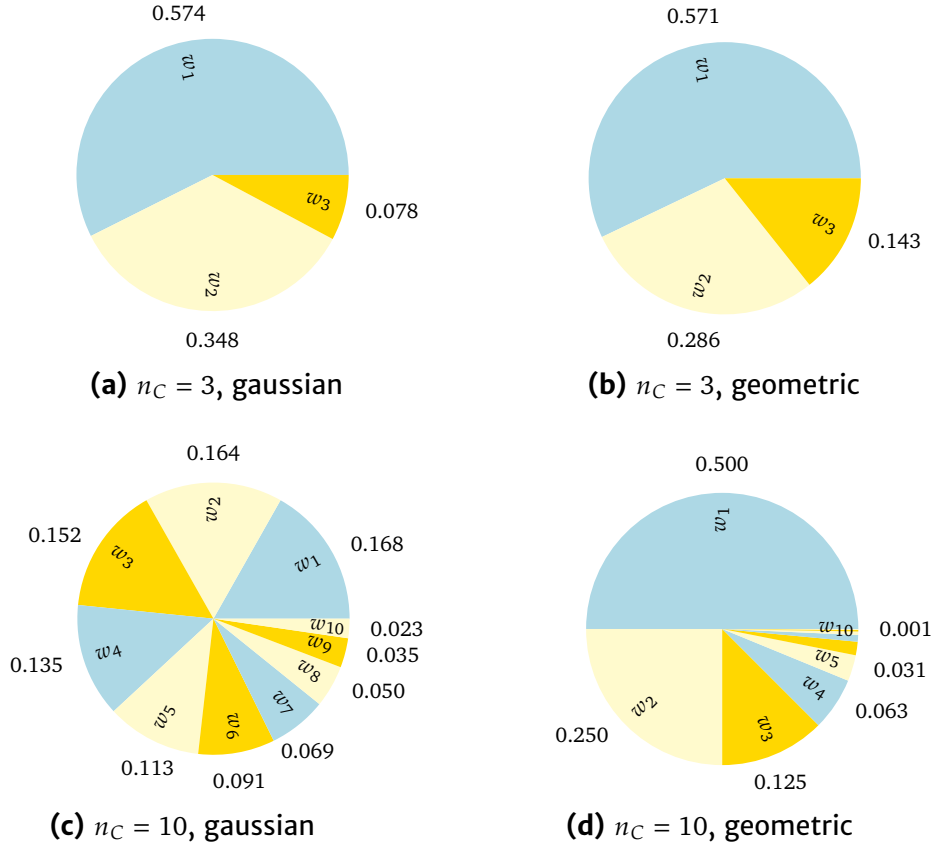 0.574
w1
w3
0.078
w2
0.348
(a) nC = 3, gaussian
0.571
w1
w3
0.143
w2
0.286
(b) nC = 3, geometric
0.164
w2
0.152
w3
w1
0.168
w4
0.135
w10
0.023
w9
0.035
w8
0.050
w5
w6
w7
0.069
0.113
0.091
(c) nC = 10, gaussian
0.500
w1
w10
0.001
w5
0.031
w4
0.063
w2
w3
0.250
0.125
(d) nC = 10, geometric